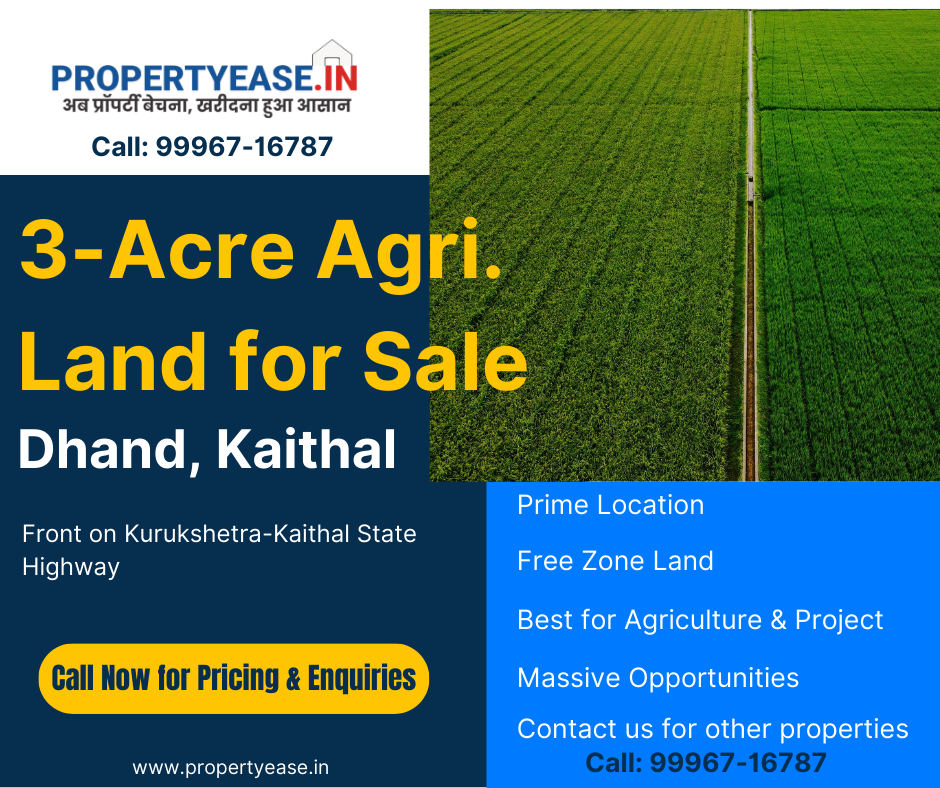 PROPERTYEASE.IN
अब प्रॉपर्टी बेचना, खरीदना हुआ आसान
Call: 99967-16787
3-Acre Agri.
Land for Sale
Dhand, Kaithal
Front on Kurukshetra-Kaithal State
Highway
Call Now for Pricing & Enquiries
www.propertyease.in
Prime Location
Free Zone Land
Best for Agriculture & Project
Massive Opportunities
Contact us for other properties
Call: 99967-16787